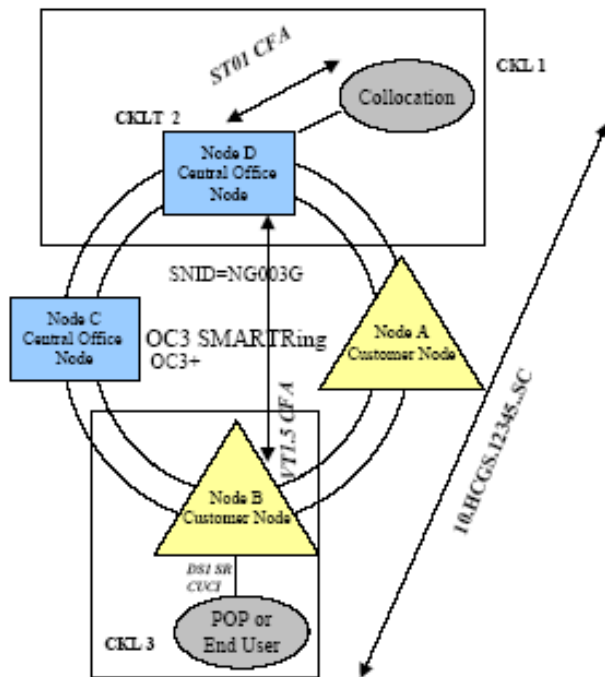 ST01 CFA
CKL 1
Collocation
CKLT 2
Node D
Central Office
Node
SNID=NG003G
Node C
Central Office
Node
OC3 SMARTRing
OC3+
Node A
Customer Node
VT1.5 CFA
10.HCGS.12345..SC
Node B
Customer Node
DS1 SR
CUCI
POP or
End User
CKL 3